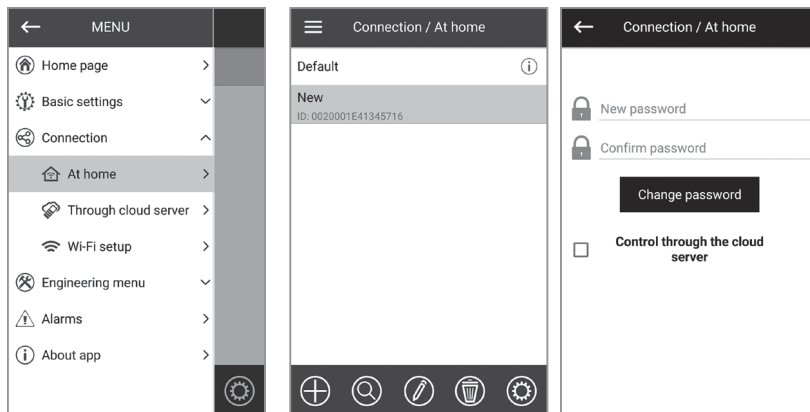 MENU
Home page
Basic settings
Connection
At home
Through cloud server
Wi-Fi setup
Engineering menu
Alarms
About app
Connection / At home
Default
New
ID: 0020001E41345716
Connection / At home
New password
Confirm password
Change password
Control through the cloud
server